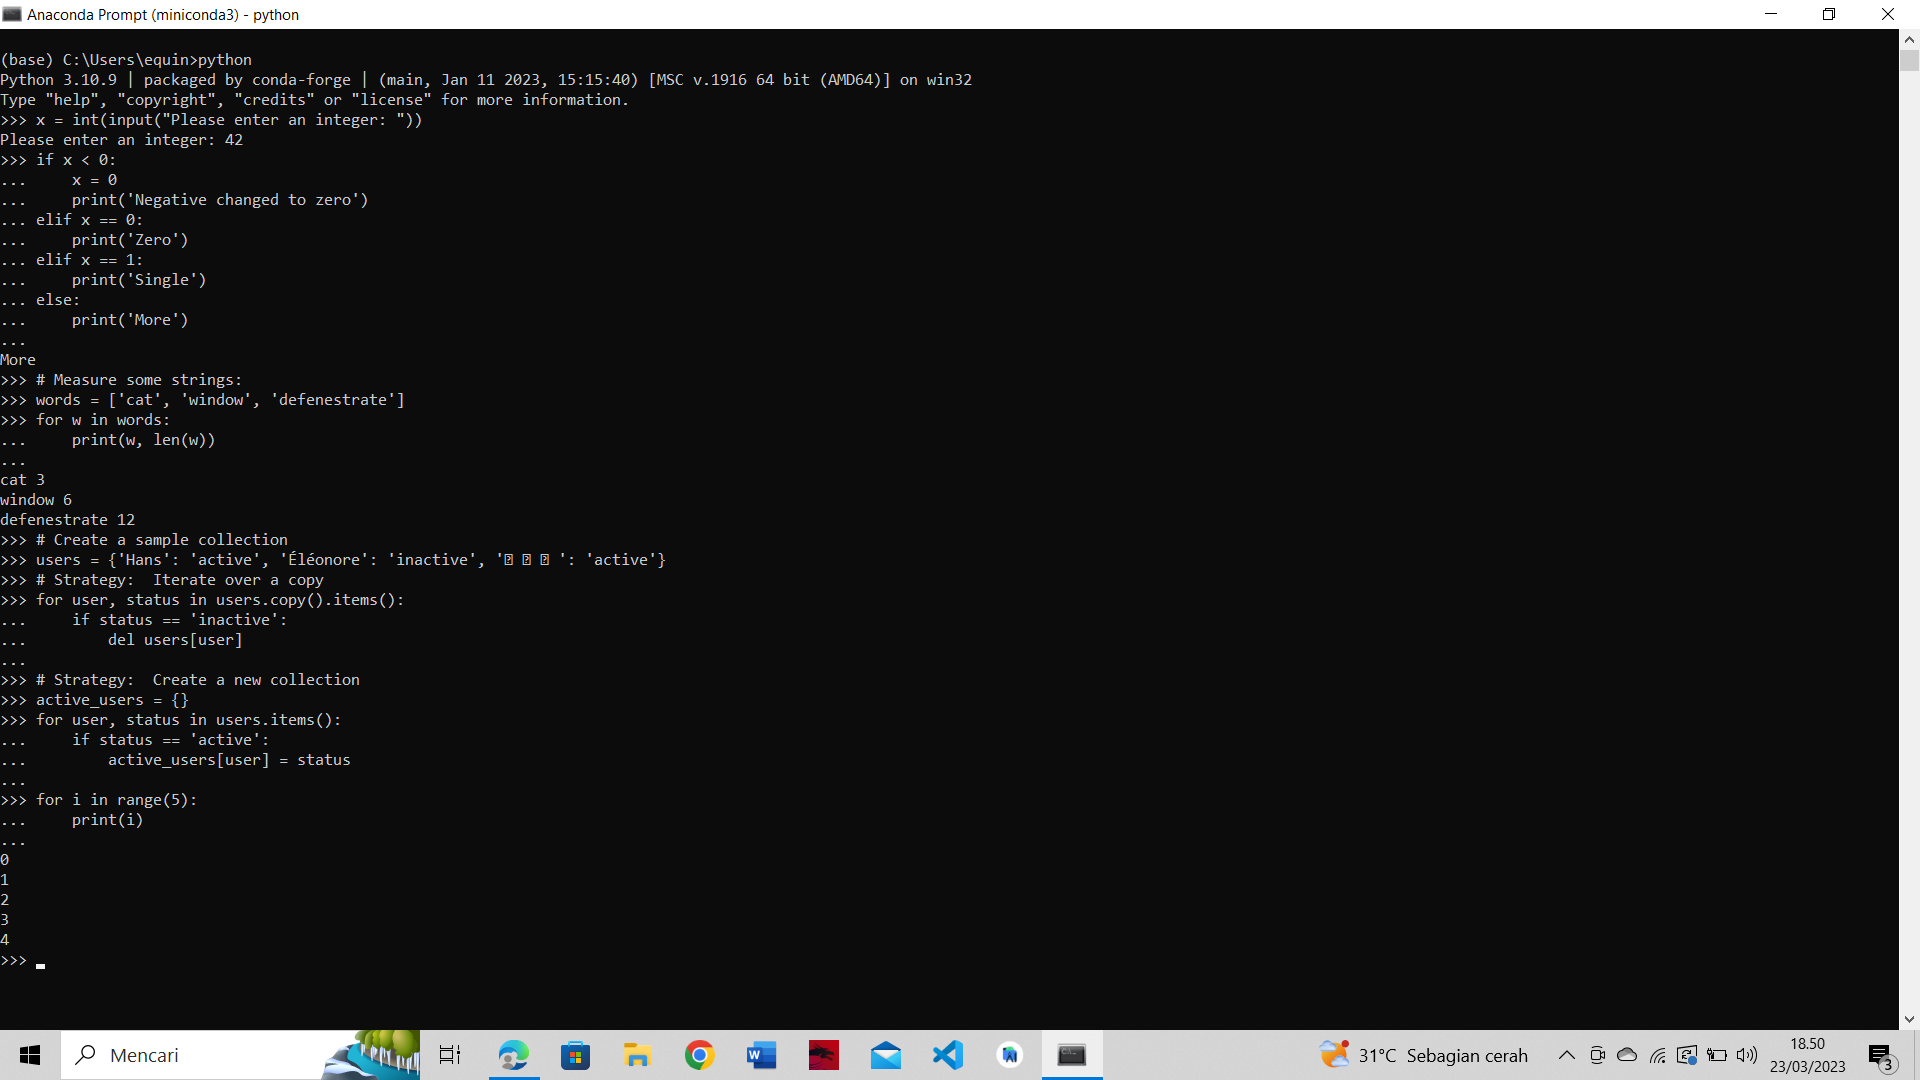 Anaconda Prompt (miniconda3) - python
(base) C:\Users\equin>python
Python 3.10.9 | packaged by conda-forge | (main, Jan 11 2023, 15:15:40) [MSC v.1916 64 bit (AMD64)] on win32
Type "help", "copyright", "credits" or "license" for more information.
>>> x = int(input("Please enter an integer: "))
Please enter an integer: 42
>>> if x < 0:
...     x = 0
...     print('Negative changed to zero')
... elif x == 0:
...     print('Zero')
... elif x == 1:
...     print('Single')
... else:
...     print('More')
...
More
>>> # Measure some strings:
>>> words = ['cat', 'window', 'defenestrate']
>>> for w in words:
...     print(w, len(w))
...
cat 3
window 6
defenestrate 12
>>> # Create a sample collection
>>> users = {'Hans': 'active', 'Éléonore': 'inactive', '⍰ ⍰ ⍰ ': 'active'}
>>> # Strategy:  Iterate over a copy
>>> for user, status in users.copy().items():
...     if status == 'inactive':
...         del users[user]
...
>>> # Strategy:  Create a new collection
>>> active_users = {}
>>> for user, status in users.items():
...     if status == 'active':
...         active_users[user] = status
...
>>> for i in range(5):
...     print(i)
...
0
1
2
3
4
>>>
Mencari
31°C Sebagian cerah
18.50
23/03/2023
3